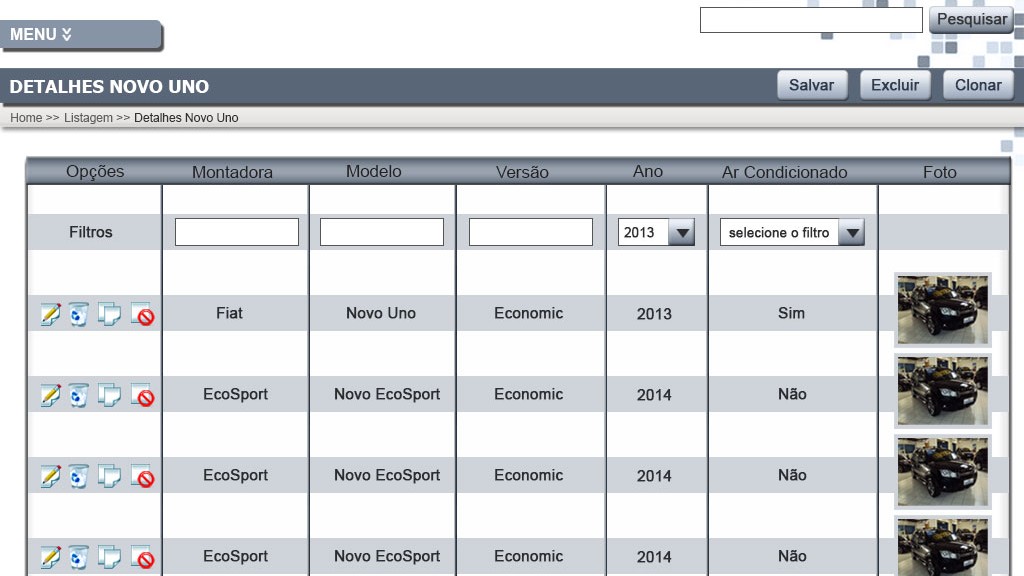 Pesquisar
MENU
DETALHES NOVO UNO
Salvar Excluir Clonar
Home >> Listagem >> Detalhes Novo Uno
Opções Montadora Modelo Versão Ano Ar Condicionado Foto
Filtros 2013 selecione o filtro
Fiat Novo Uno Economic 2013 Sim
EcoSport Novo EcoSport Economic 2014 Não
EcoSport Novo EcoSport Economic 2014 Não
EcoSport Novo EcoSport Economic 2014 Não